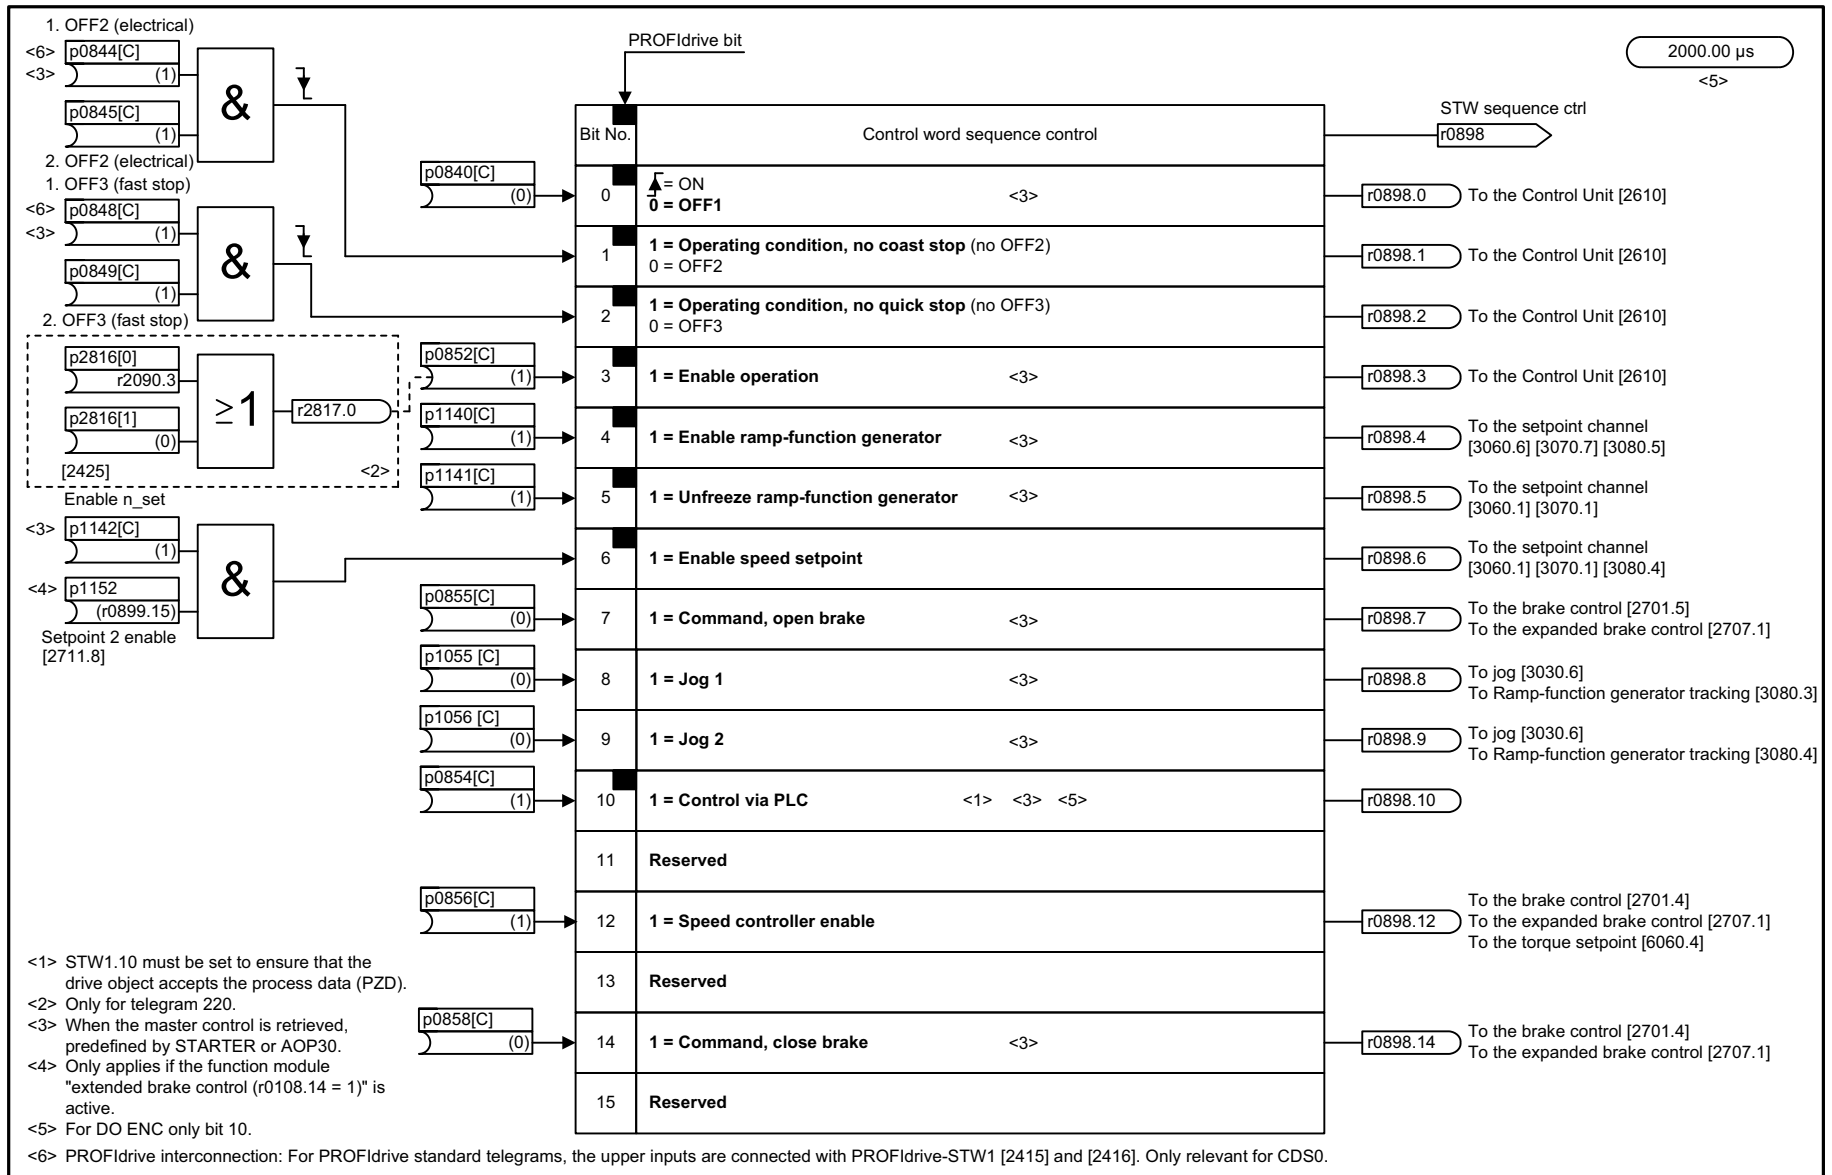 1. OFF2 (electrical)
<6> p0844[C]
<3> (1)
p0845[C]
(1)
2. OFF2 (electrical)
&
1. OFF3 (fast stop)
<6> p0848[C]
<3> (1)
p0849[C]
(1)
2. OFF3 (fast stop)
&
p2816[0]
r2090.3
p2816[1]
(0)
≥1
r2817.0
[2425] <2>
Enable n_set
<3> p1142[C]
(1)
<4> p1152
(r0899.15)
&
Setpoint 2 enable
[2711.8]
PROFIdrive bit
2000.00 µs
<5>
STW sequence ctrl
Bit No. Control word sequence control r0898
p0840[C]
(0) 0 = ON <3> r0898.0 To the Control Unit [2610]
0 = OFF1
1 1 = Operating condition, no coast stop (no OFF2) r0898.1 To the Control Unit [2610]
0 = OFF2
2 1 = Operating condition, no quick stop (no OFF3) r0898.2 To the Control Unit [2610]
0 = OFF3
p0852[C]
(1) 3 1 = Enable operation <3> r0898.3 To the Control Unit [2610]
p1140[C]
(1) 4 1 = Enable ramp-function generator <3> r0898.4 To the setpoint channel
[3060.6] [3070.7] [3080.5]
p1141[C]
(1) 5 1 = Unfreeze ramp-function generator <3> r0898.5 To the setpoint channel
[3060.1] [3070.1]
6 1 = Enable speed setpoint r0898.6 To the setpoint channel
[3060.1] [3070.1] [3080.4]
p0855[C]
(0) 7 1 = Command, open brake <3> r0898.7 To the brake control [2701.5]
To the expanded brake control [2707.1]
p1055 [C]
(0) 8 1 = Jog 1 <3> r0898.8 To jog [3030.6]
To Ramp-function generator tracking [3080.3]
p1056 [C]
(0) 9 1 = Jog 2 <3> r0898.9 To jog [3030.6]
To Ramp-function generator tracking [3080.4]
p0854[C]
(1) 10 1 = Control via PLC <1> <3> <5> r0898.10
11 Reserved
p0856[C]
(1) 12 1 = Speed controller enable r0898.12 To the brake control [2701.4]
To the expanded brake control [2707.1]
To the torque setpoint [6060.4]
13 Reserved
p0858[C]
(0) 14 1 = Command, close brake <3> r0898.14 To the brake control [2701.4]
To the expanded brake control [2707.1]
15 Reserved
<1> STW1.10 must be set to ensure that the
drive object accepts the process data (PZD).
<2> Only for telegram 220.
<3> When the master control is retrieved,
predefined by STARTER or AOP30.
<4> Only applies if the function module
"extended brake control (r0108.14 = 1)" is
active.
<5> For DO ENC only bit 10.
<6> PROFIdrive interconnection: For PROFIdrive standard telegrams, the upper inputs are connected with PROFIdrive-STW1 [2415] and [2416]. Only relevant for CDS0.